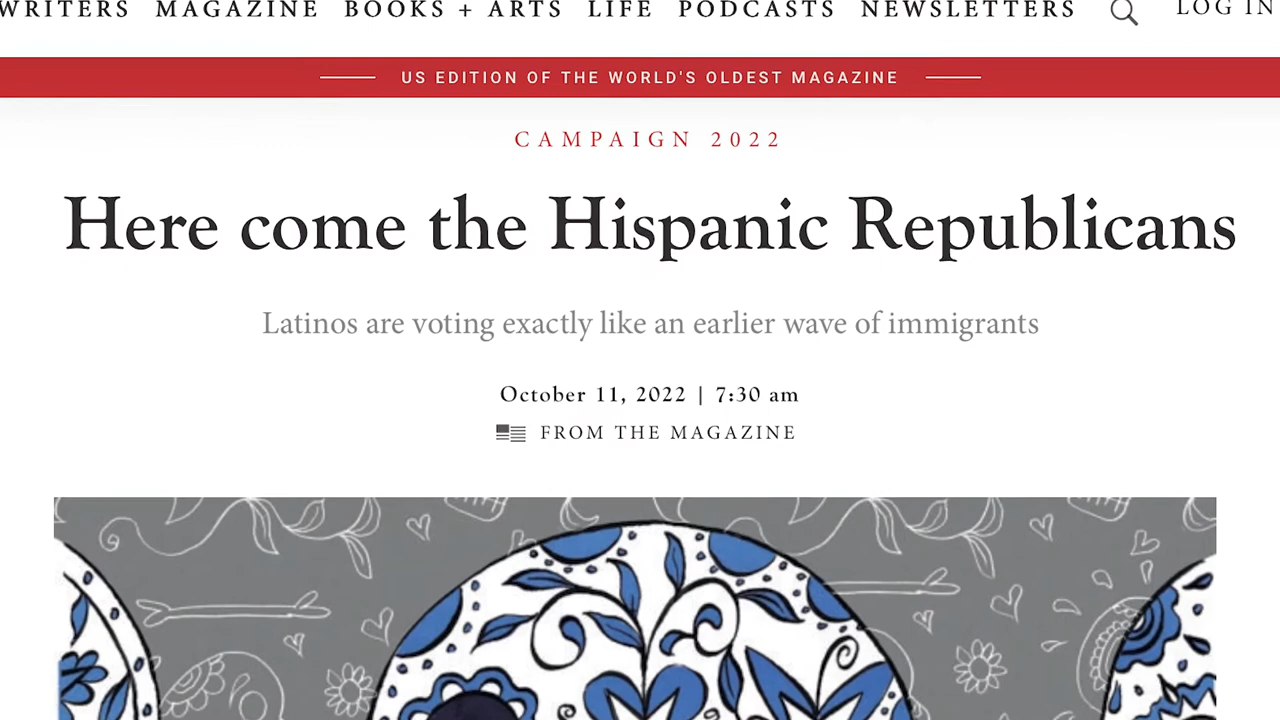 WRITERS MAGAZINE BOOKS + ARTS LIFE PODCASTS NEWSLETTERS LOG IN
US EDITION OF THE WORLD'S OLDEST MAGAZINE
CAMPAIGN 2022
Here come the Hispanic Republicans
Latinos are voting exactly like an earlier wave of immigrants
October 11, 2022 | 7:30 am
FROM THE MAGAZINE